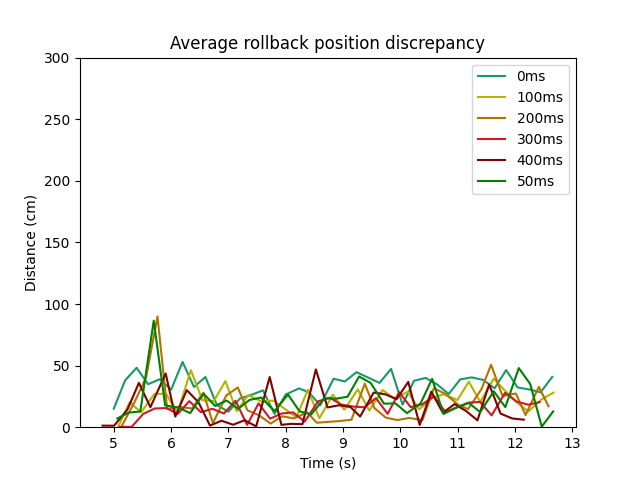 Average rollback position discrepancy
300
250
200
150
100
50
0
Distance (cm)
0ms
100ms
200ms
300ms
400ms
50ms
5 6 7 8 9 10 11 12 13
Time (s)